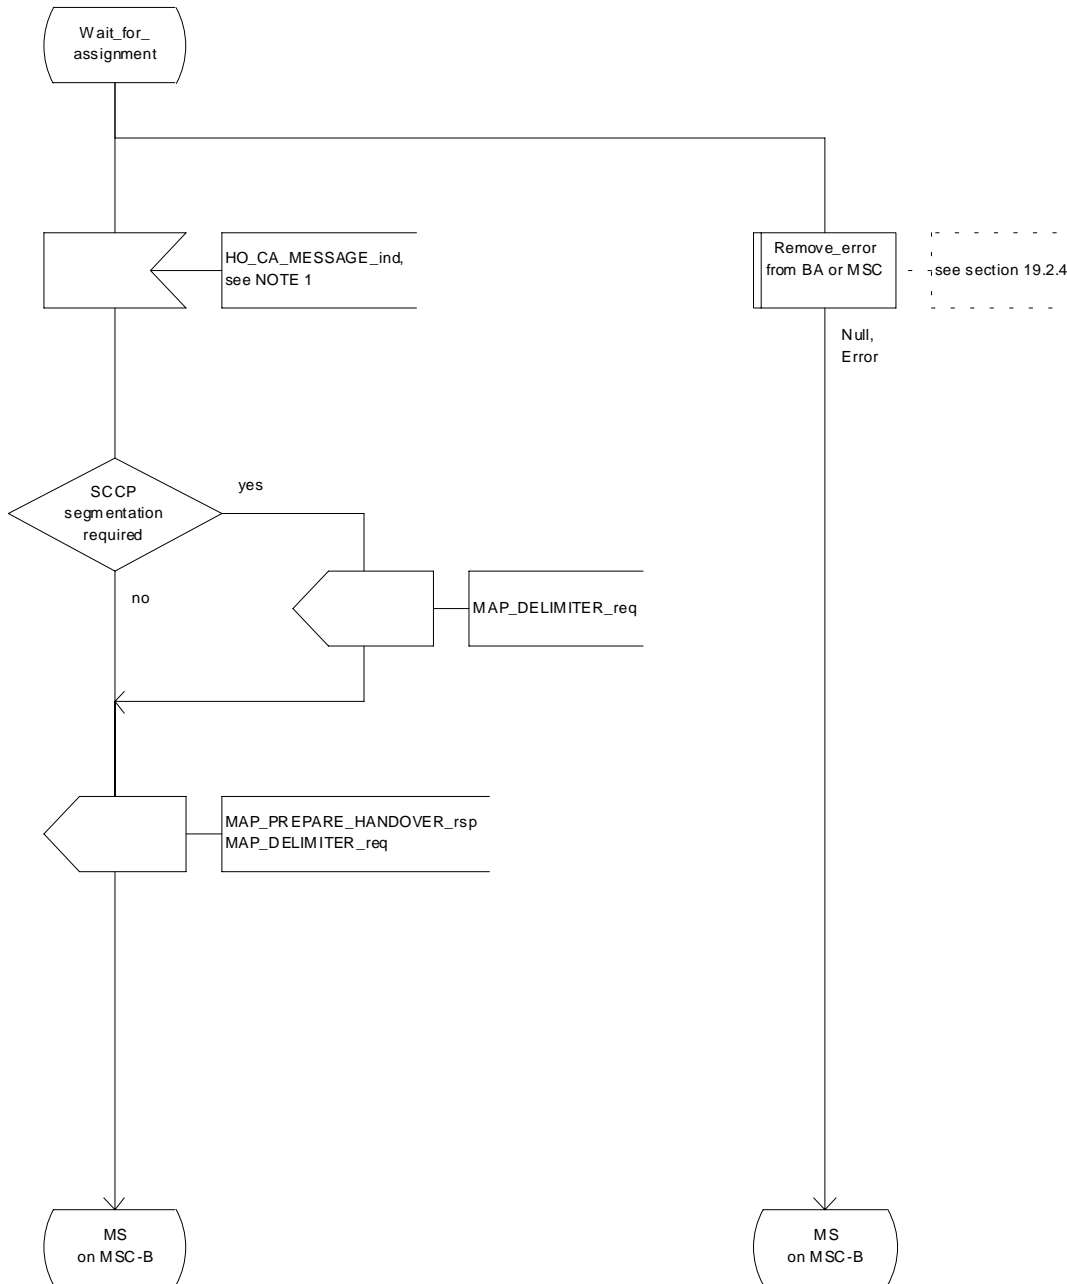 Wait_for_
assignment
HO_CA_MESSAGE_ind,
see NOTE 1
Remove_error
from BA or MSC
see section 19.2.4
Null,
Error
SCCP
segmentation
required
yes
no
MAP_DELIMITER_req
MAP_PREPARE_HANDOVER_rsp
MAP_DELIMITER_req
MS
on MSC-B
MS
on MSC-B